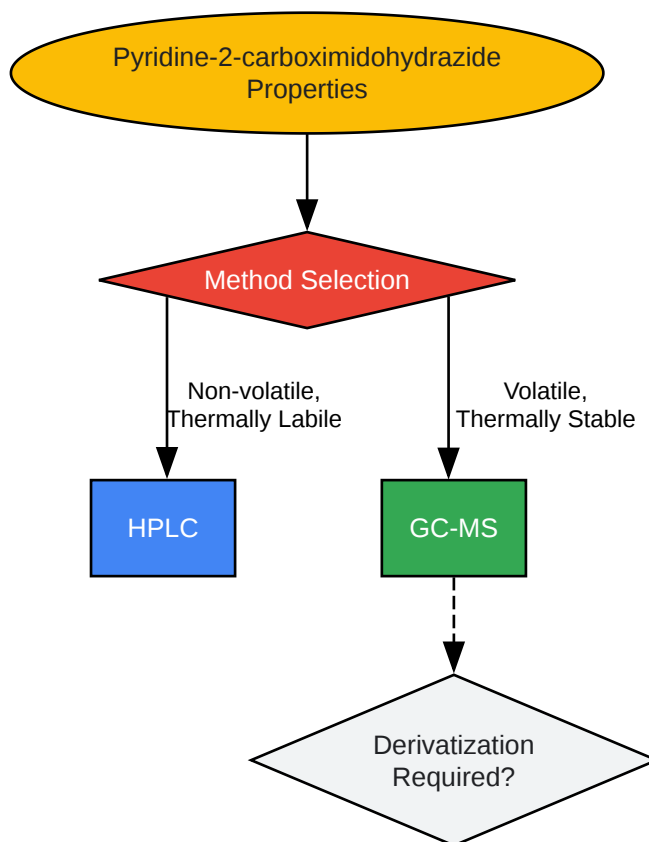 Pyridine-2-carboximidohydrazide
Properties
Method Selection
Non-volatile,
Thermally Labile
Volatile,
Thermally Stable
HPLC
GC-MS
Derivatization
Required?